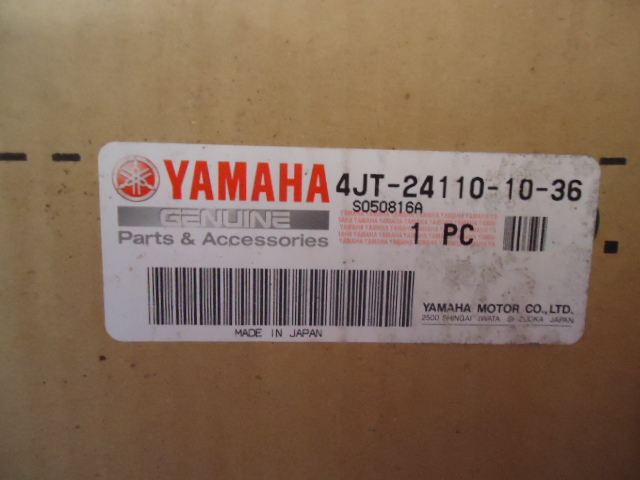 YAMAHA 4JT-24110-10-36
S050816A
GENUINE
Parts & Accessories
1 PC
MADE IN JAPAN
YAMAHA MOTOR CO., LTD.
2500 SHINGAI IWATA SHIZUOKA JAPAN